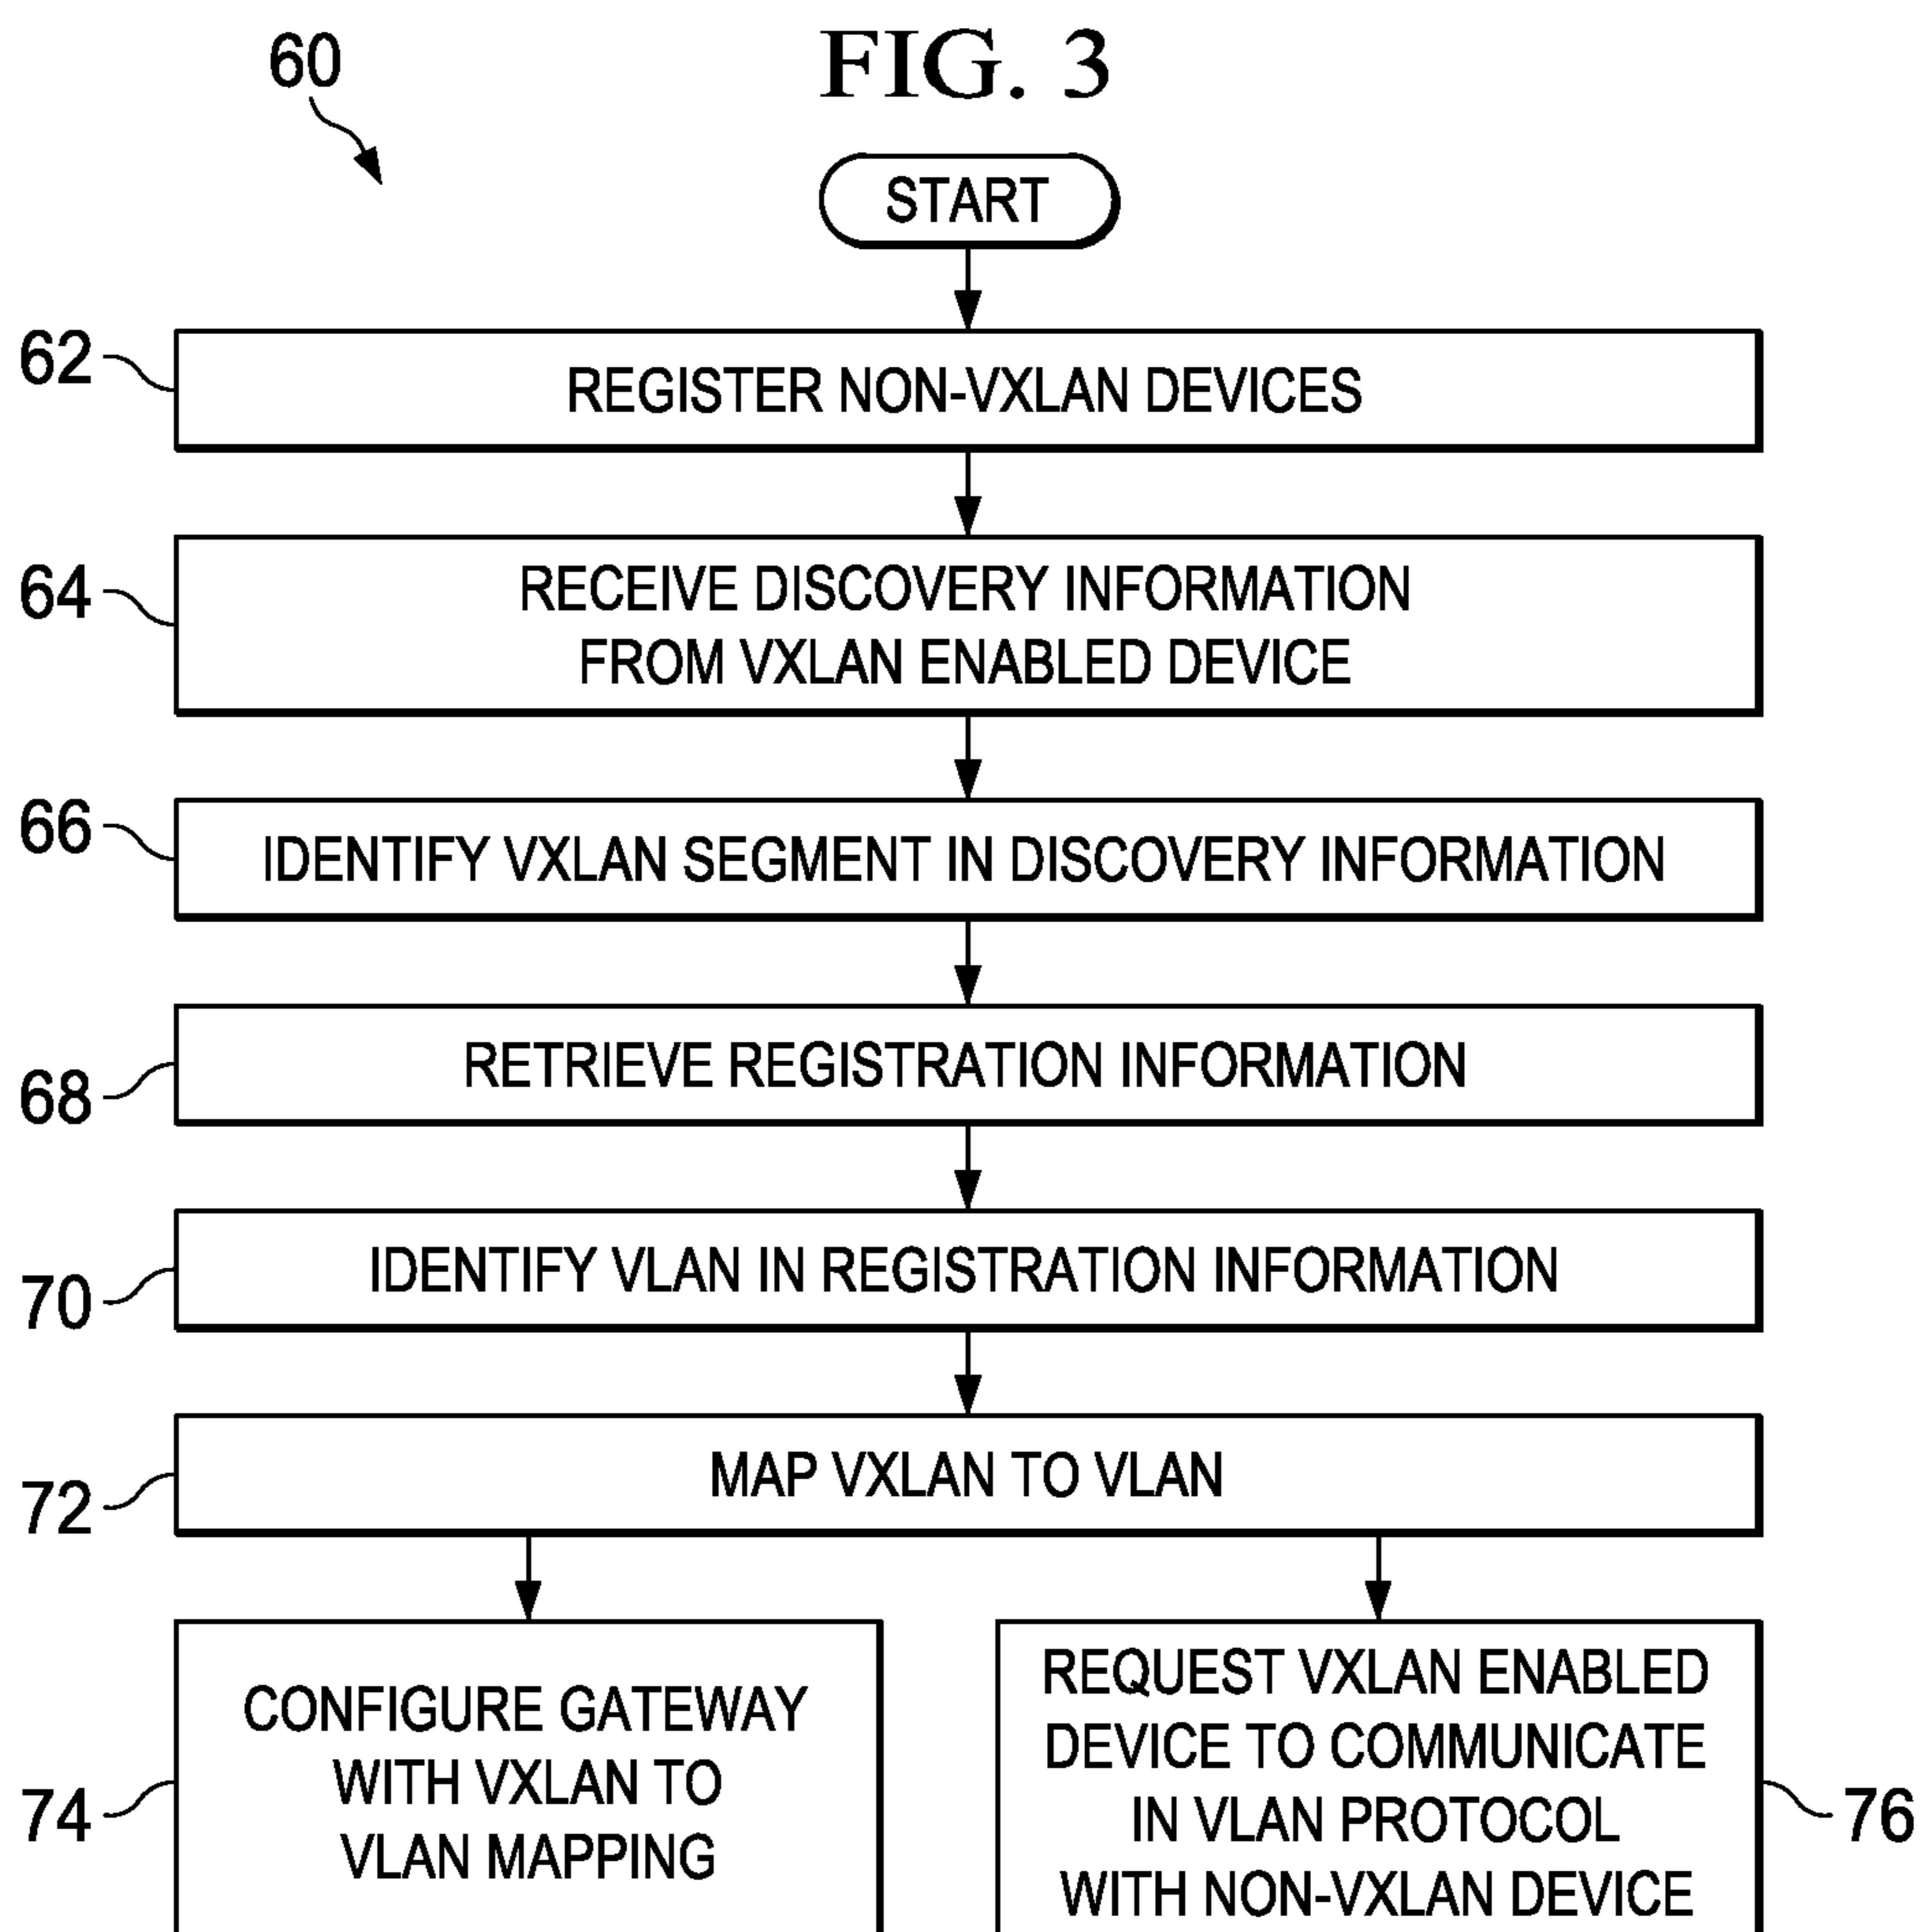 FIG. 3
60
START
62
REGISTER NON-VXLAN DEVICES
64
RECEIVE DISCOVERY INFORMATION
FROM VXLAN ENABLED DEVICE
66
IDENTIFY VXLAN SEGMENT IN DISCOVERY INFORMATION
68
RETRIEVE REGISTRATION INFORMATION
70
IDENTIFY VLAN IN REGISTRATION INFORMATION
72
MAP VXLAN TO VLAN
74
CONFIGURE GATEWAY
WITH VXLAN TO
VLAN MAPPING
REQUEST VXLAN ENABLED
DEVICE TO COMMUNICATE
IN VLAN PROTOCOL
WITH NON-VXLAN DEVICE
76